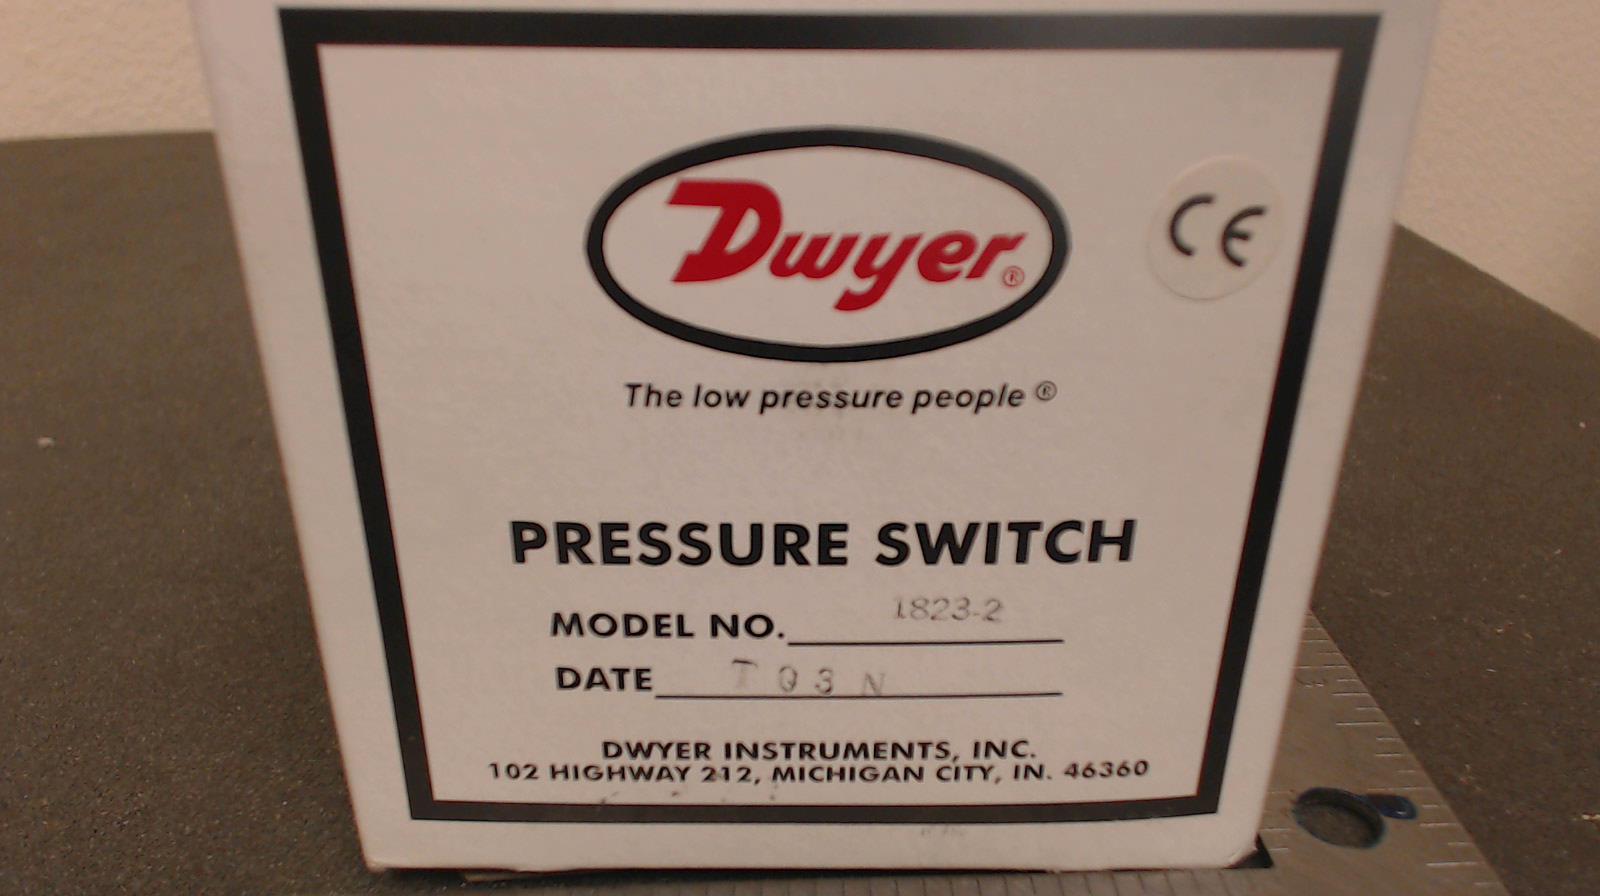 Dwyer®
CE
The low pressure people ®
PRESSURE SWITCH
MODEL NO. 1823-2
DATE T03N
DWYER INSTRUMENTS, INC.
102 HIGHWAY 212, MICHIGAN CITY, IN. 46360